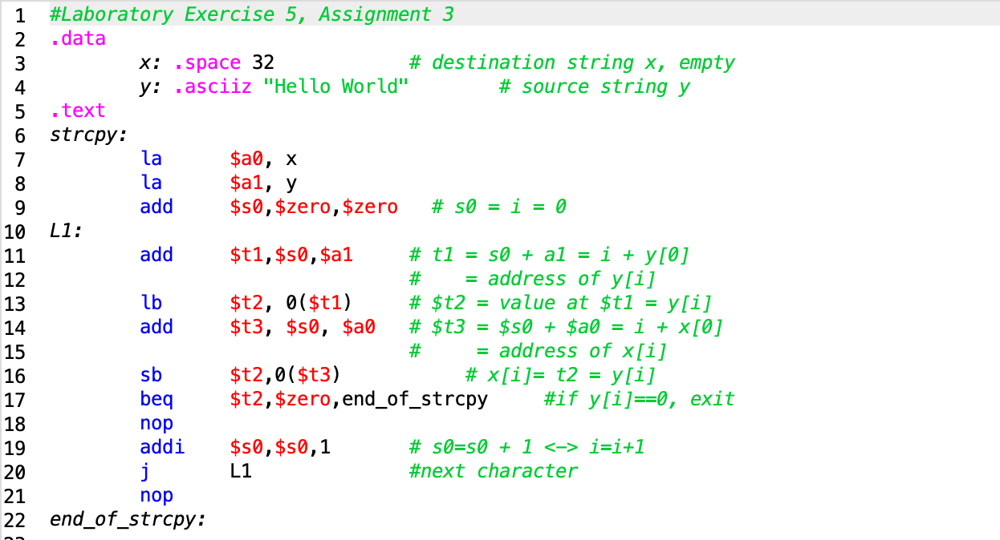 1 #Laboratory Exercise 5, Assignment 3
2 .data
3 x: .space 32 # destination string x, empty
4 y: .asciiz "Hello World" # source string y
5 .text
6 strcpy:
7 la $a0, x
8 la $a1, y
9 add $s0,$zero,$zero # s0 = i = 0
10 L1:
11 add $t1,$s0,$a1 # t1 = s0 + a1 = i + y[0]
12 # = address of y[i]
13 lb $t2, 0($t1) # $t2 = value at $t1 = y[i]
14 add $t3, $s0, $a0 # $t3 = $s0 + $a0 = i + x[0]
15 # = address of x[i]
16 sb $t2,0($t3) # x[i]= t2 = y[i]
17 beq $t2,$zero,end_of_strcpy #if y[i]==0, exit
18 nop
19 addi $s0,$s0,1 # s0=s0 + 1 <-> i=i+1
20 j L1 #next character
21 nop
22 end_of_strcpy: